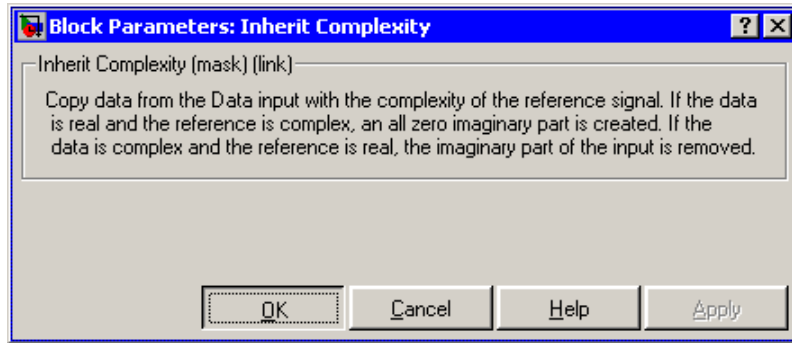 Block Parameters: Inherit Complexity
Inherit Complexity (mask) (link)
Copy data from the Data input with the complexity of the reference signal. If the data
is real and the reference is complex, an all zero imaginary part is created. If the
data is complex and the reference is real, the imaginary part of the input is removed.
OK Cancel Help Apply